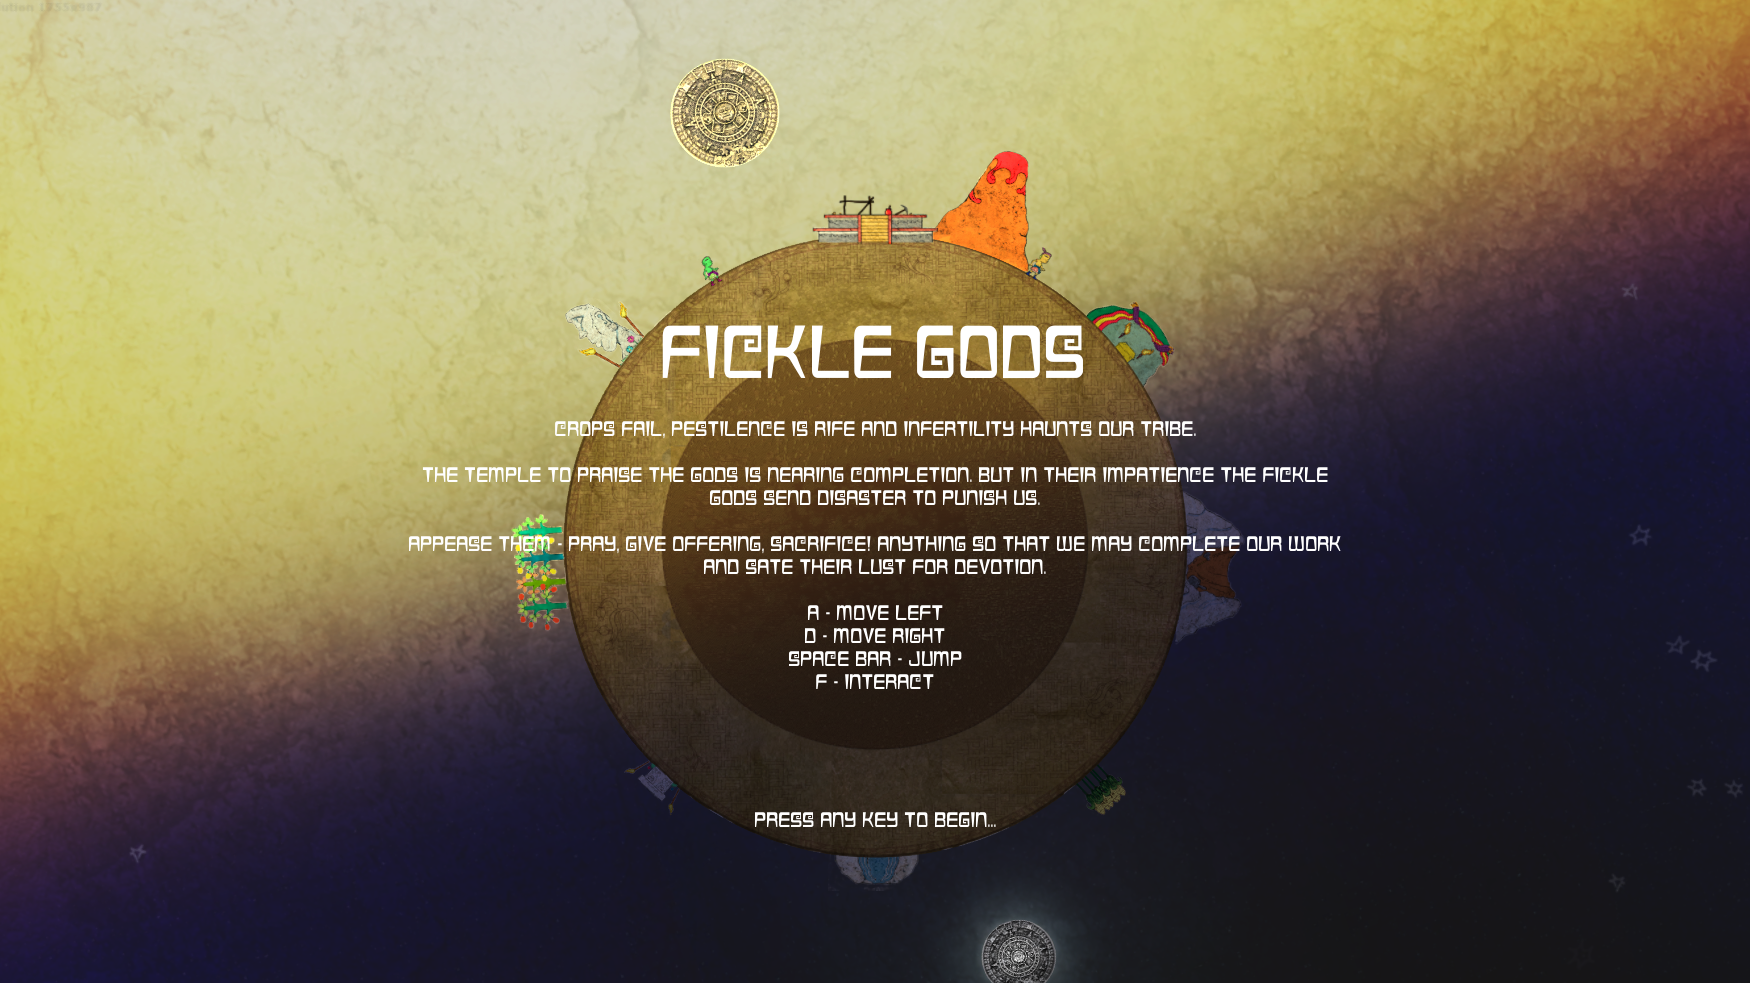 FICKLE GODS
CROPS FAIL, PESTILENCE IS RIFE AND INFERTILITY HAUNTS OUR TRIBE.
THE TEMPLE TO PRAISE THE GODS IS NEARING COMPLETION. BUT IN THEIR IMPATIENCE THE FICKLE
GODS SEND DISASTER TO PUNISH US.
APPEASE THEM - PRAY, GIVE OFFERING, SACRIFICE! ANYTHING SO THAT WE MAY COMPLETE OUR WORK
AND SATE THEIR LUST FOR DEVOTION.
A - MOVE LEFT
D - MOVE RIGHT
SPACE BAR - JUMP
F - INTERACT
PRESS ANY KEY TO BEGIN...